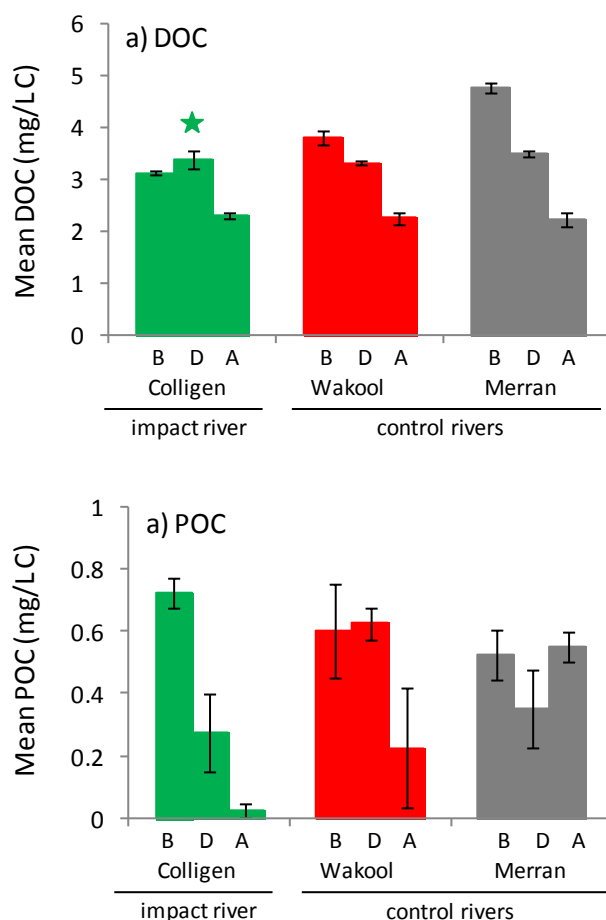 a) DOC
Mean DOC (mg/LC)
6
5
4
3
2
1
0
B D A B D A B D A
Colligen Wakool Merran
impact river control rivers
a) POC
Mean POC (mg/LC)
1
0.8
0.6
0.4
0.2
0
B D A B D A B D A
Colligen Wakool Merran
impact river control rivers